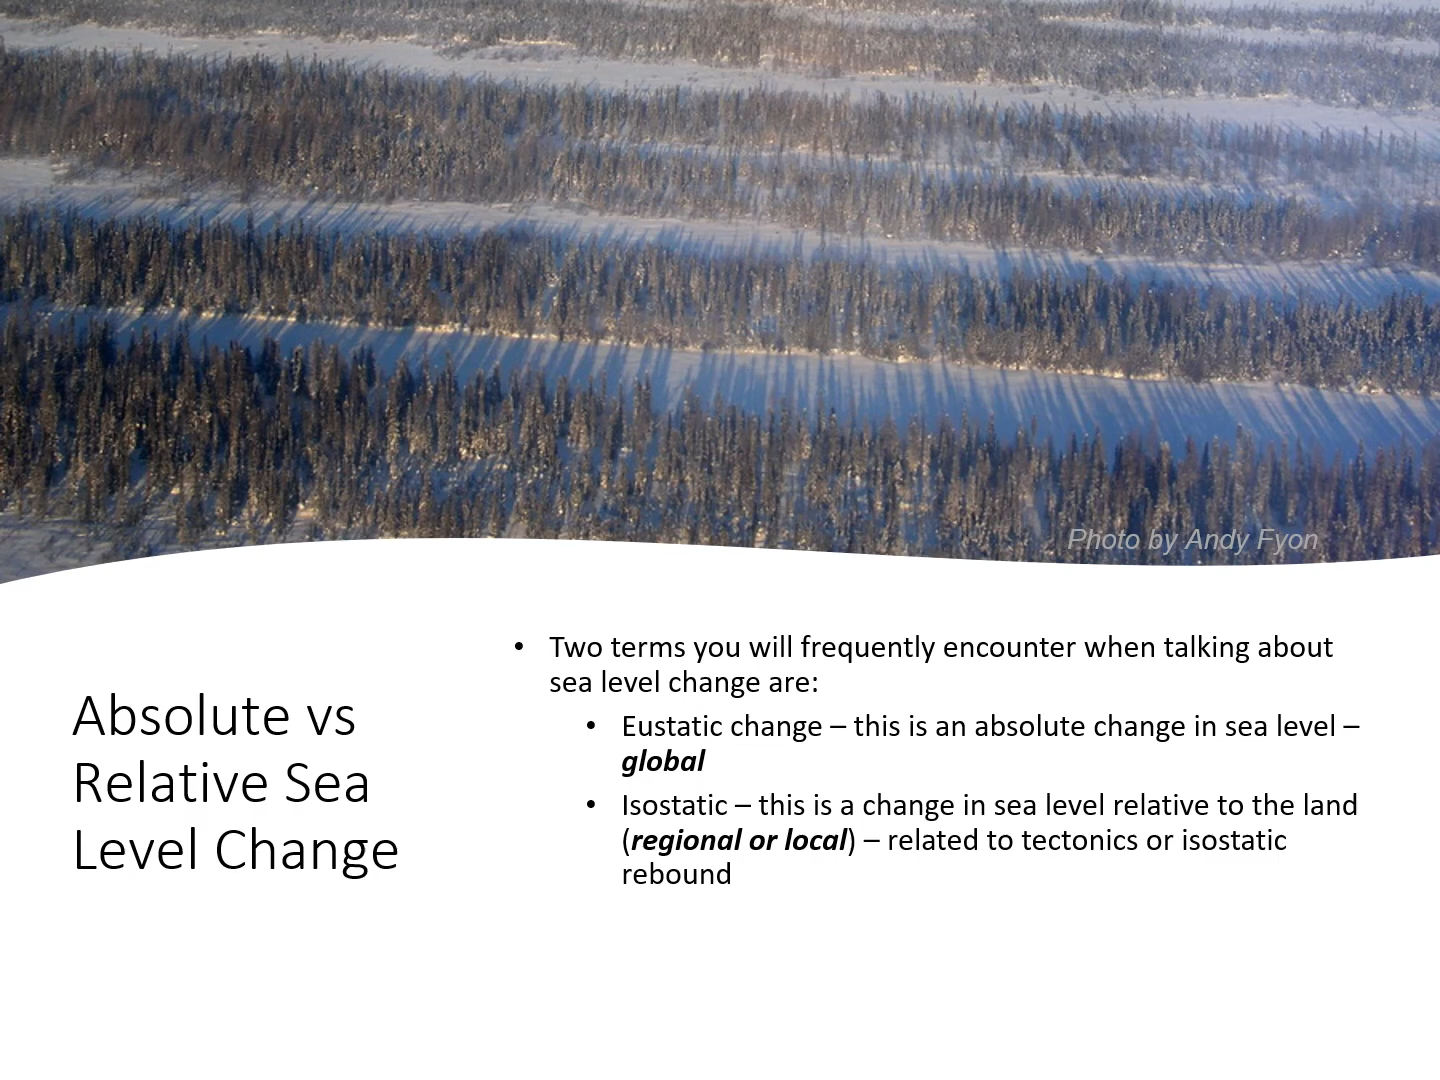 Photo by Andy Fyon
Absolute vs
Relative Sea
Level Change
• Two terms you will frequently encounter when talking about
sea level change are:
• Eustatic change – this is an absolute change in sea level –
global
• Isostatic – this is a change in sea level relative to the land
(regional or local) – related to tectonics or isostatic
rebound